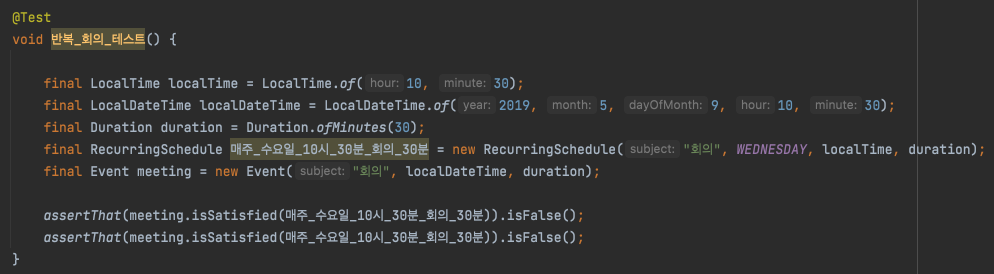 @Test
void 반복_회의_테스트() {
final LocalTime localTime = LocalTime.of( hour: 10, minute: 30);
final LocalDateTime localDateTime = LocalDateTime.of( year: 2019, month: 5, dayOfMonth: 9, hour: 10, minute: 30);
final Duration duration = Duration.ofMinutes(30);
final RecurringSchedule 매주_수요일_10시_30분_회의_30분 = new RecurringSchedule( subject: "회의", WEDNESDAY, localTime, duration);
final Event meeting = new Event( subject: "회의", localDateTime, duration);
assertThat(meeting.isSatisfied(매주_수요일_10시_30분_회의_30분)).isFalse();
assertThat(meeting.isSatisfied(매주_수요일_10시_30분_회의_30분)).isFalse();
}